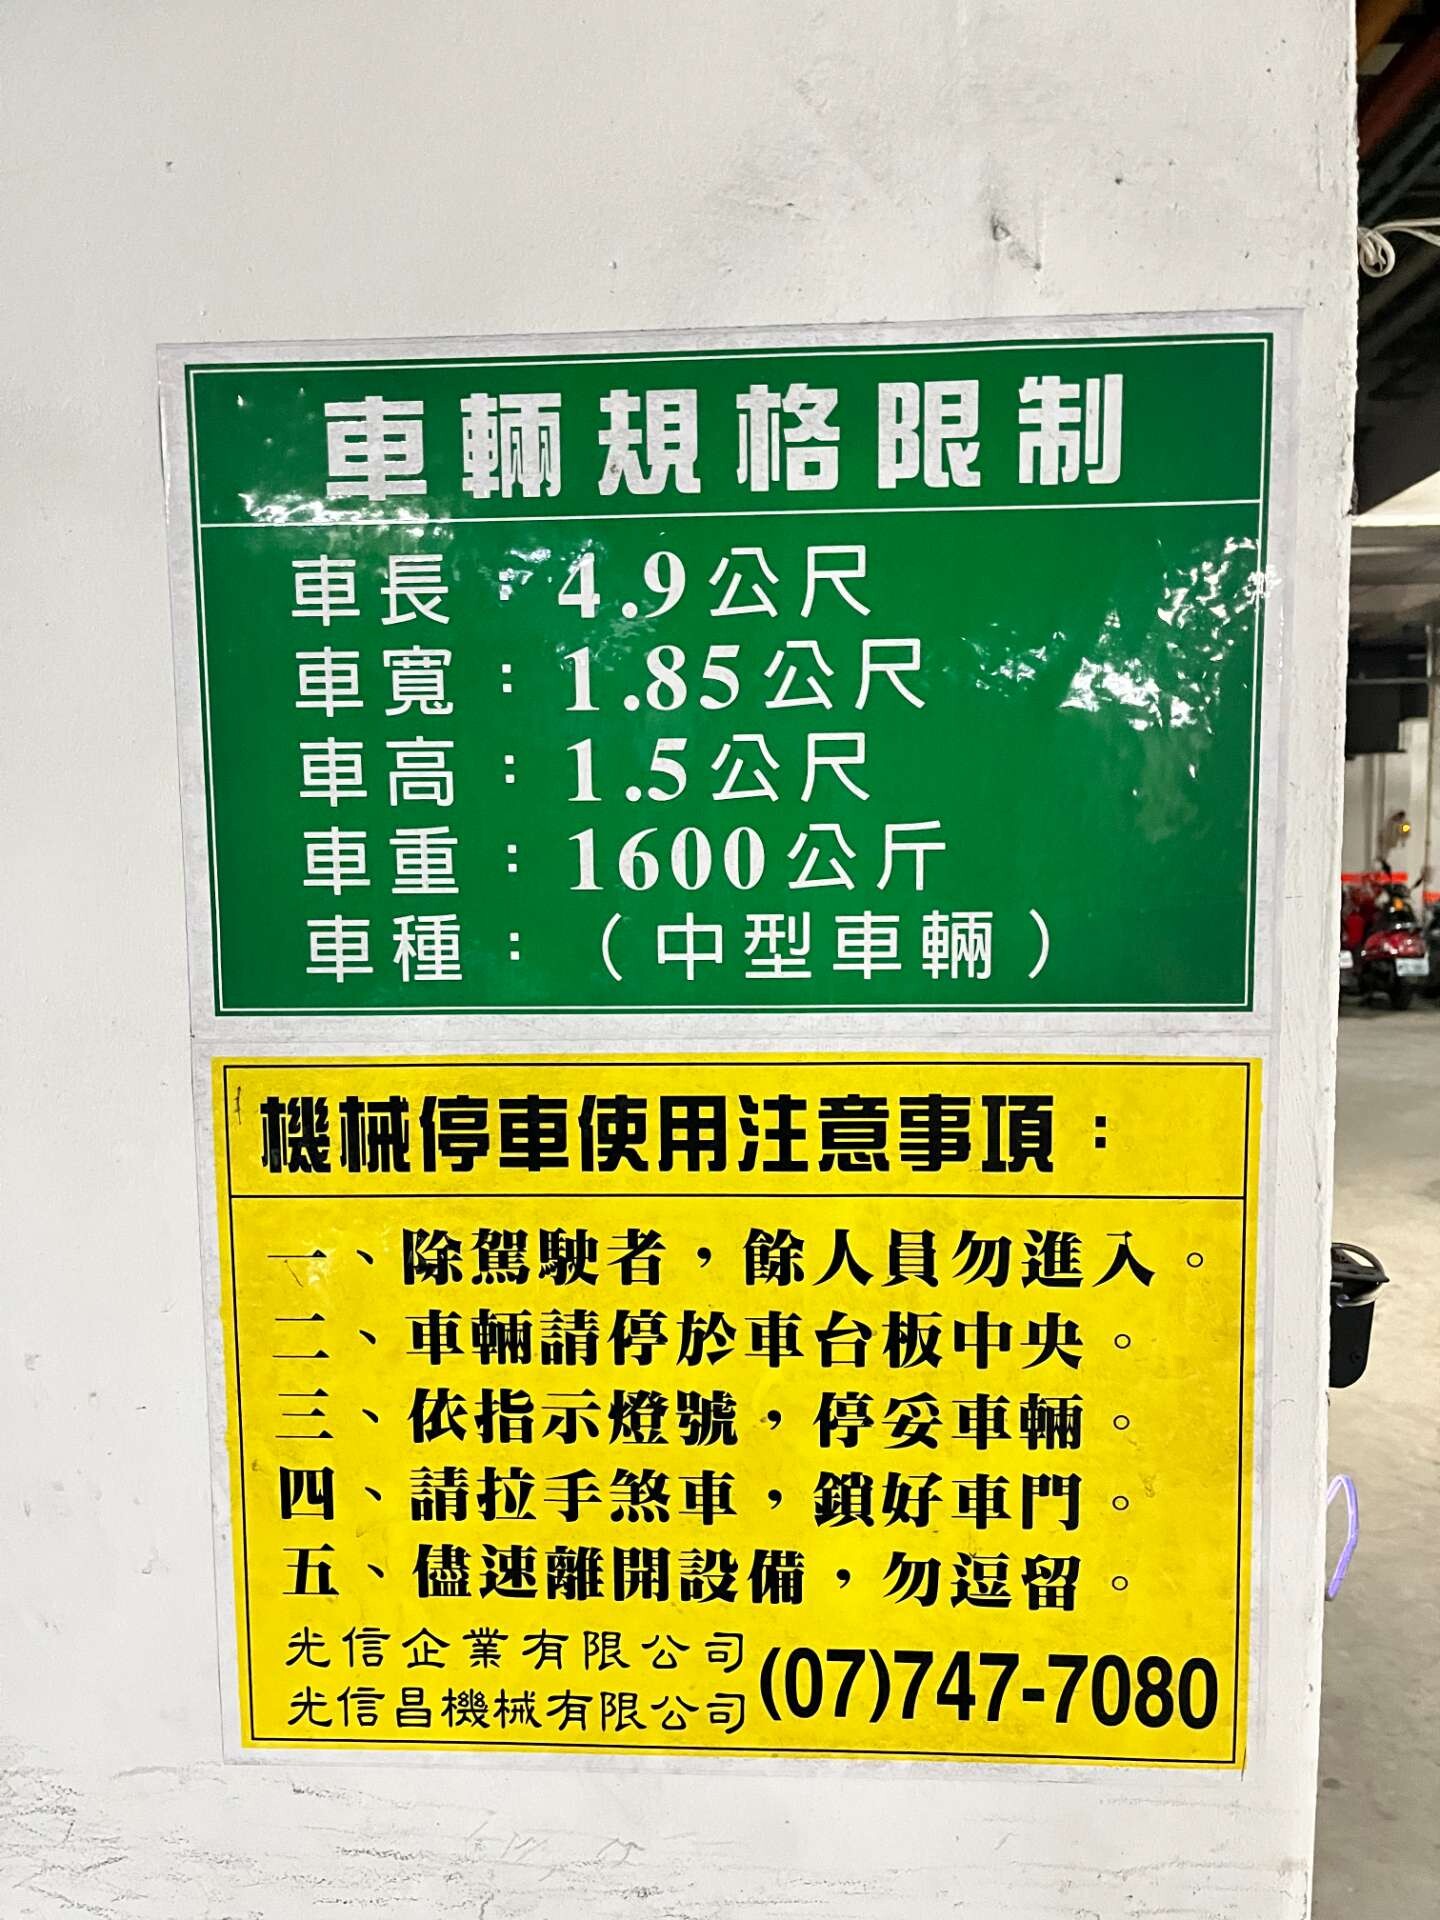 車輛規格限制
車長：4.9公尺
車寬：1.85公尺
車高：1.5公尺
車重：1600公斤
車種：（中型車輛）
機械停車使用注意事項：
一、除駕駛者，餘人員勿進入。
二、車輛請停於車台板中央。
三、依指示燈號，停妥車輛。
四、請拉手煞車，鎖好車門。
五、儘速離開設備，勿逗留。
光信企業有限公司
光信昌機械有限公司
(07)747-7080